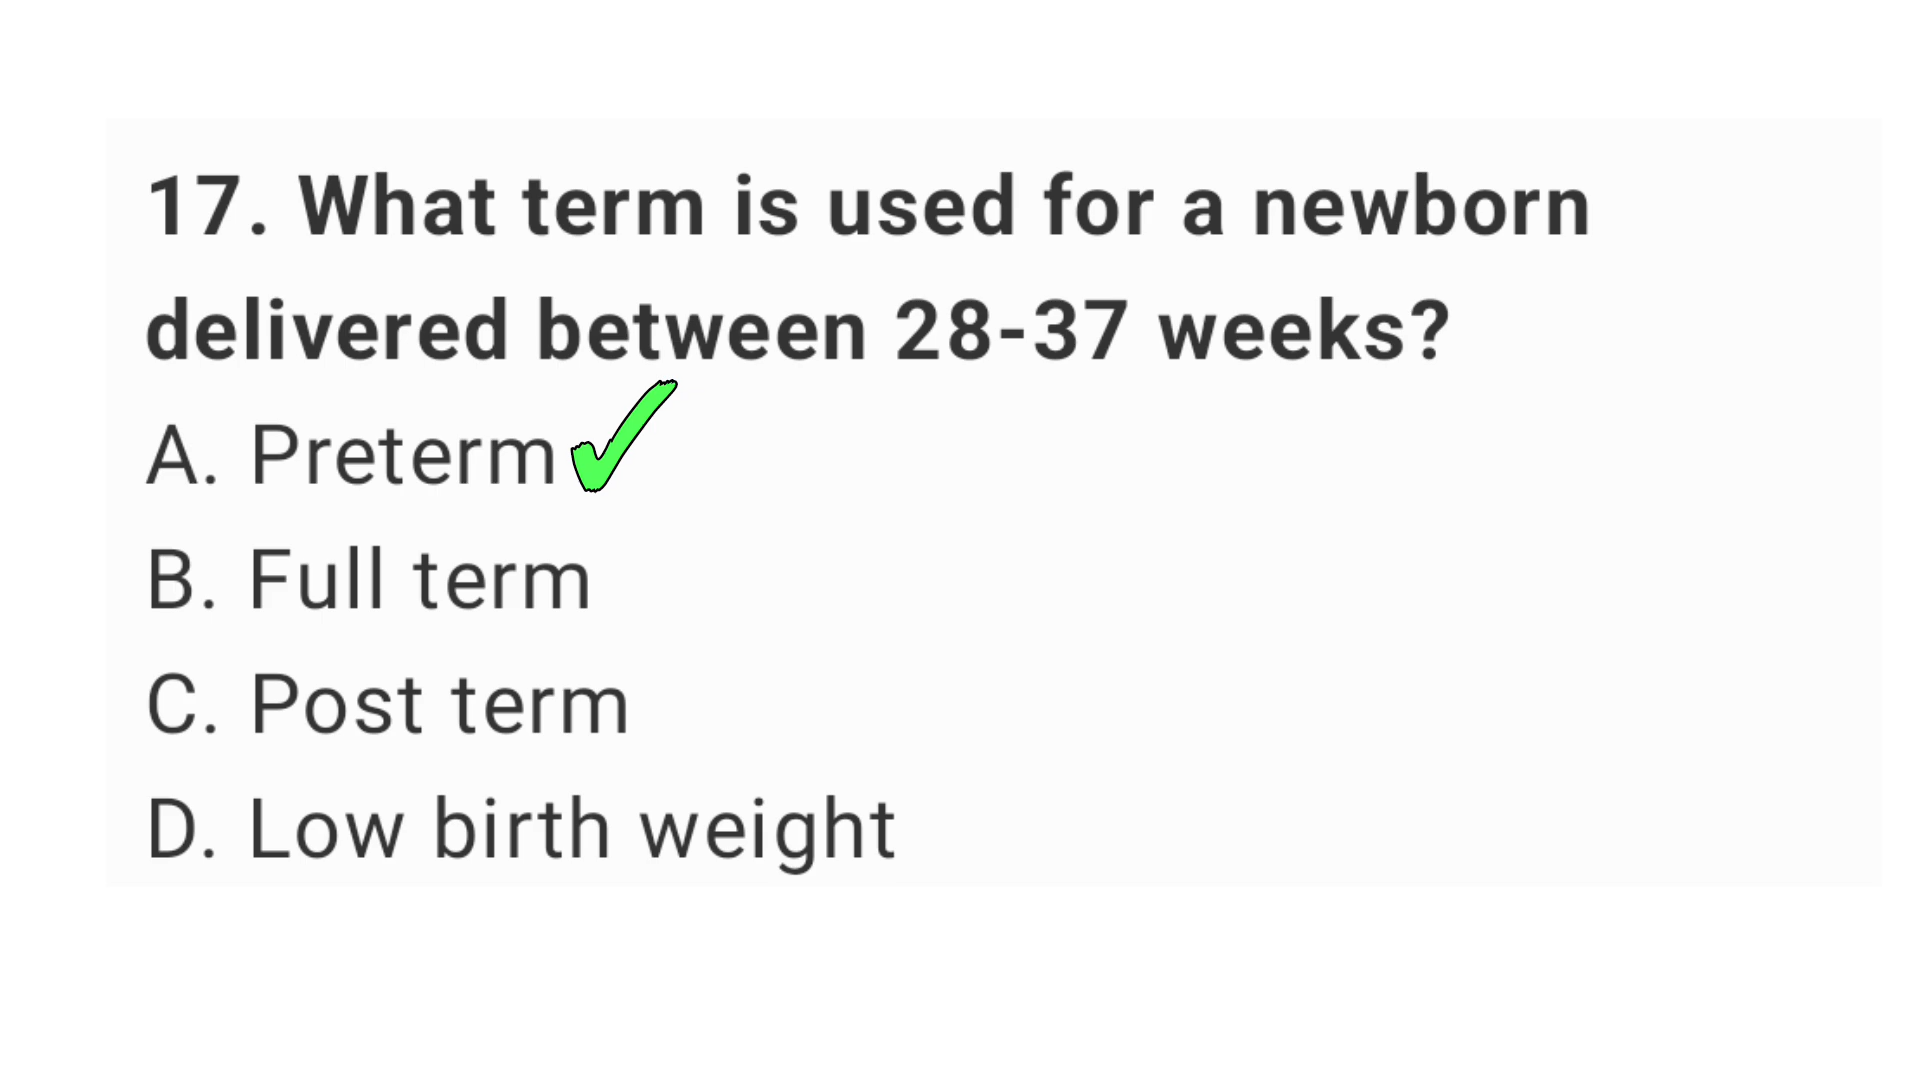 17. What term is used for a newborn
delivered between 28-37 weeks?
A. Preterm
B. Full term
C. Post term
D. Low birth weight